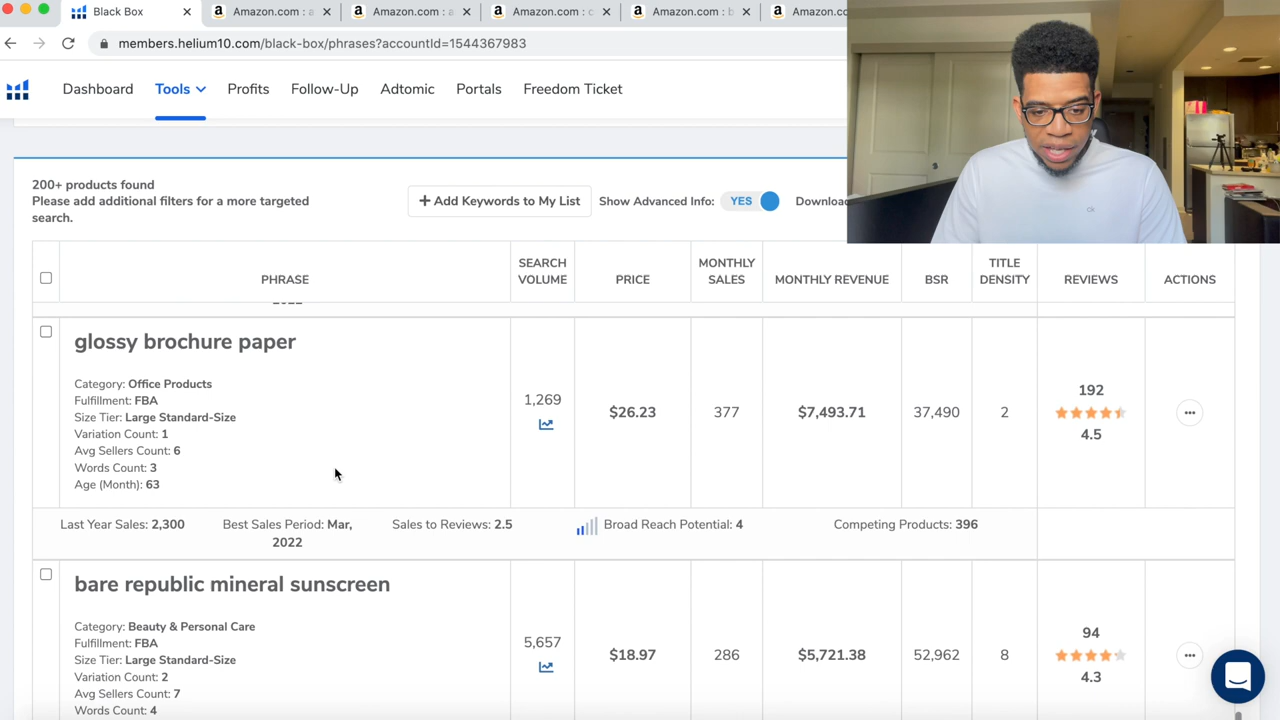 Black Box
Amazon.com : a
Amazon.com : a
Amazon.com : c
Amazon.com : b
Amazon.co
members.helium10.com/black-box/phrases?accountId=1544367983
Dashboard Tools Profits Follow-Up Adtomic Portals Freedom Ticket
200+ products found
Please add additional filters for a more targeted
search.
+ Add Keywords to My List
Show Advanced Info: YES
Downloa
PHRASE
SEARCH
VOLUME
PRICE
MONTHLY
SALES
MONTHLY REVENUE
BSR
TITLE
DENSITY
REVIEWS
ACTIONS
2022
glossy brochure paper
Category: Office Products
Fulfillment: FBA
Size Tier: Large Standard-Size
Variation Count: 1
Avg Sellers Count: 6
Words Count: 3
Age (Month): 63
1,269
$26.23
377
$7,493.71
37,490
2
192
4.5
Last Year Sales: 2,300
Best Sales Period: Mar,
2022
Sales to Reviews: 2.5
Broad Reach Potential: 4
Competing Products: 396
bare republic mineral sunscreen
Category: Beauty & Personal Care
Fulfillment: FBA
Size Tier: Large Standard-Size
Variation Count: 2
Avg Sellers Count: 7
Words Count: 4
5,657
$18.97
286
$5,721.38
52,962
8
94
4.3
ck